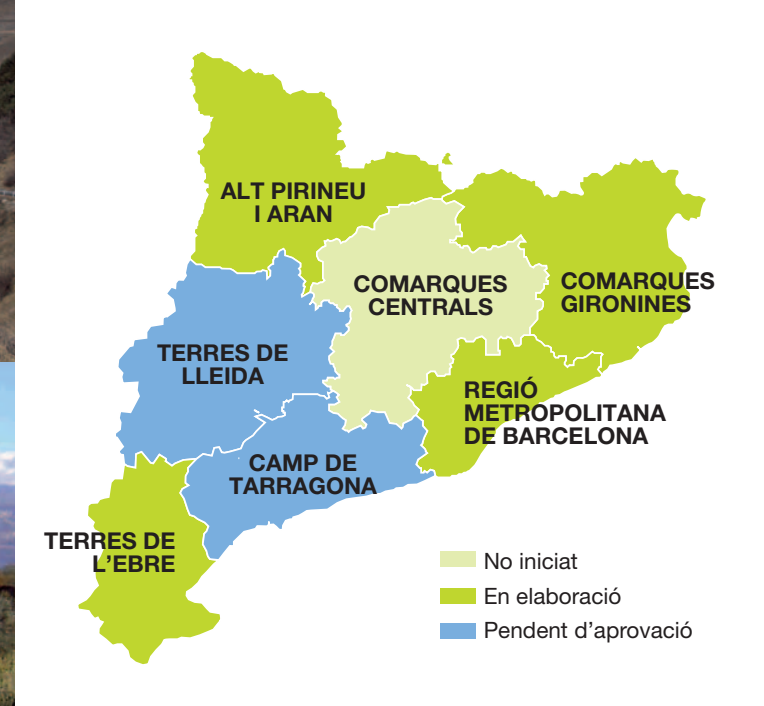 ALT PIRINEU
I ARAN
COMARQUES
CENTRALS
COMARQUES
GIRONINES
TERRES DE
LLEIDA
REGIÓ
METROPOLITANA
DE BARCELONA
CAMP DE
TARRAGONA
TERRES DE
L'EBRE
No iniciat
En elaboració
Pendent d'aprovació